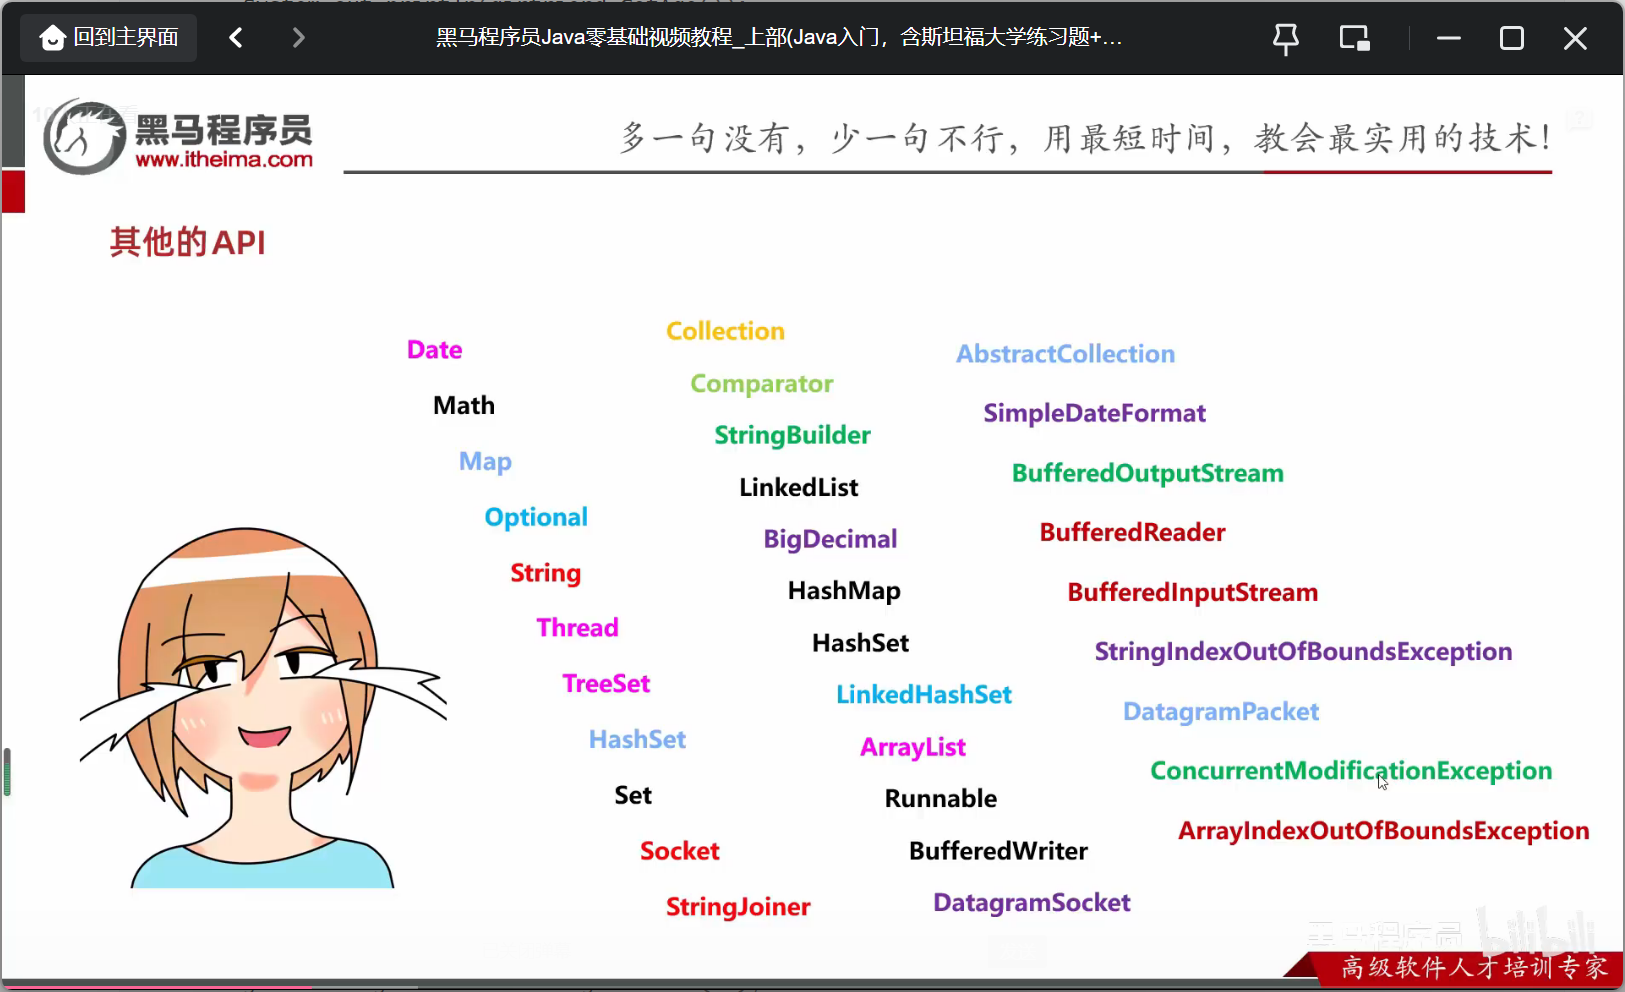 回到主界面
黑马程序员Java零基础视频教程_上部(Java入门，含斯坦福大学练习题+...
黑马程序员
www.itheima.com
多一句没有，少一句不行，用最短时间，教会最实用的技术！
其他的API
Date
Math
Map
Optional
String
Thread
TreeSet
HashSet
Set
Socket
StringJoiner
Collection
Comparator
StringBuilder
LinkedList
BigDecimal
HashMap
HashSet
LinkedHashSet
ArrayList
Runnable
BufferedWriter
DatagramSocket
AbstractCollection
SimpleDateFormat
BufferedOutputStream
BufferedReader
BufferedInputStream
StringIndexOutOfBoundsException
DatagramPacket
ConcurrentModificationException
ArrayIndexOutOfBoundsException
黑马程序员 bilibili
高级软件人才培训专家